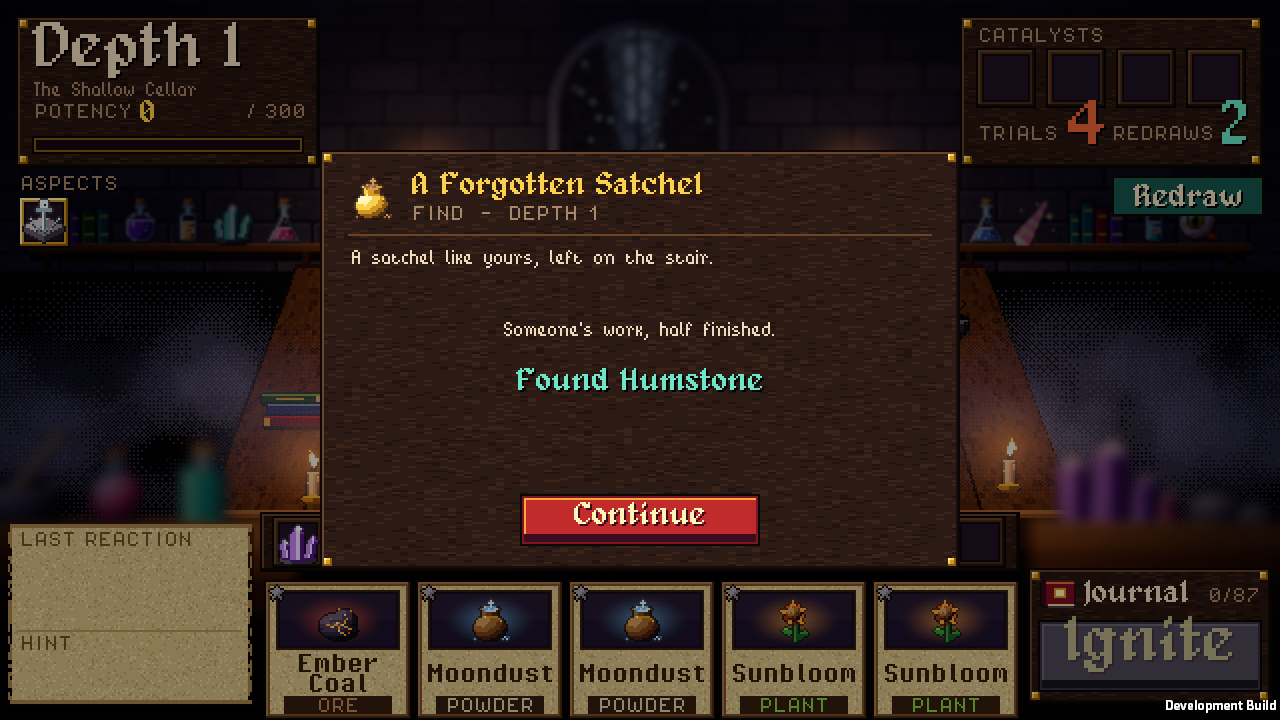 Depth 1
The Shallow Cellar
POTENCY 0 / 300
ASPECTS
CATALYSTS
TRIALS 4 REDRAWS 2
Redraw
A Forgotten Satchel
FIND - DEPTH 1
A satchel like yours, left on the stair.
Someone's work, half finished.
Found Humstone
Continue
LAST REACTION
HINT
Ember
Coal
ORE
Moondust
POWDER
Moondust
POWDER
Sunbloom
PLANT
Sunbloom
PLANT
Journal 0/87
Ignite
Development Build